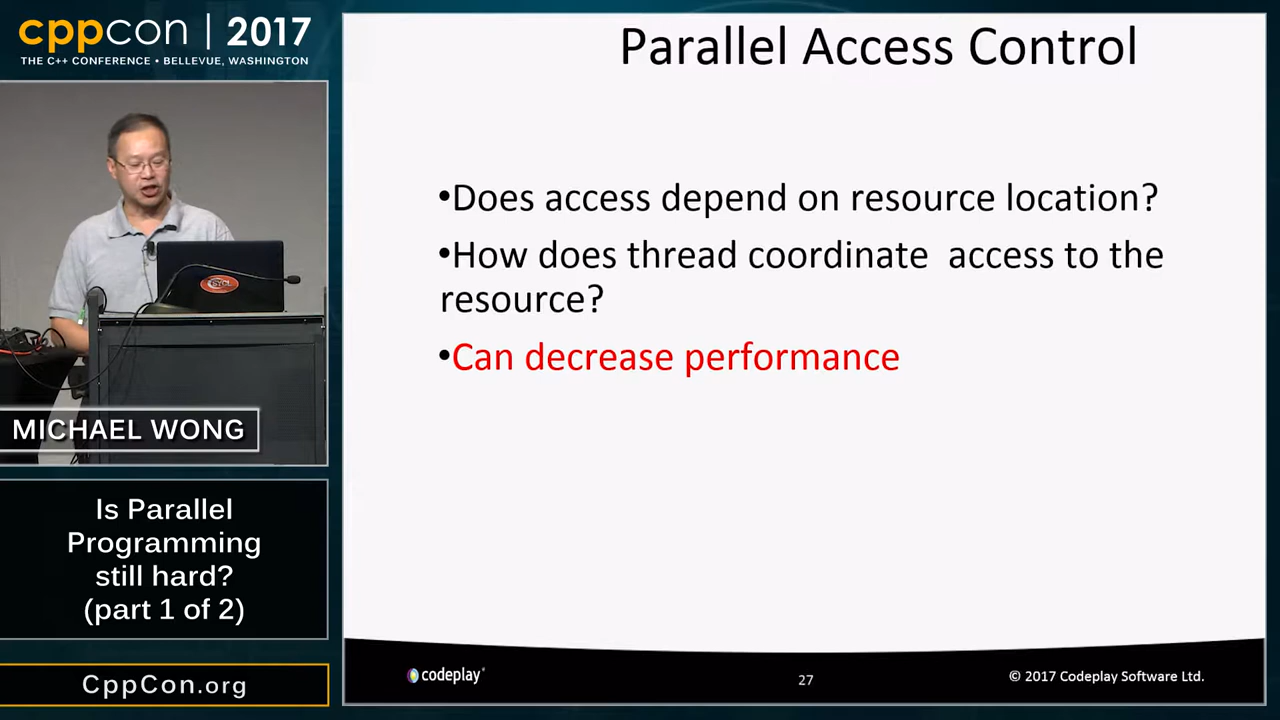 cppcon | 2017
THE C++ CONFERENCE • BELLEVUE, WASHINGTON
Parallel Access Control
•Does access depend on resource location?
•How does thread coordinate  access to the
resource?
•Can decrease performance
SYCL
MICHAEL WONG
Is Parallel
Programming
still hard?
(part 1 of 2)
CppCon.org
codeplay
27
© 2017 Codeplay Software Ltd.